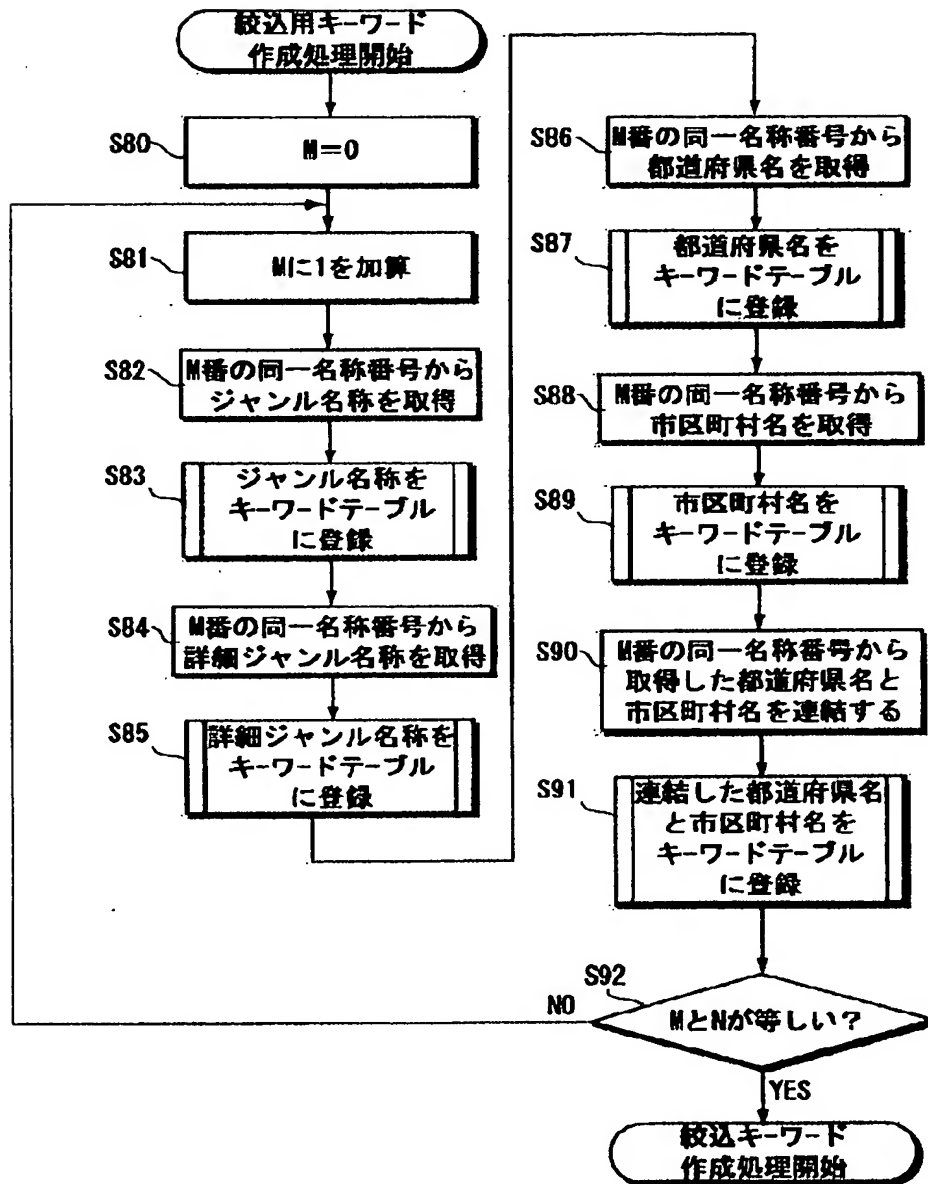 絞込用キーワード
作成処理開始
S80
M=0
S81
Mに1を加算
S82
M番の同一名称番号から
ジャンル名称を取得
S83
ジャンル名称を
キーワードテーブル
に登録
S84
M番の同一名称番号から
詳細ジャンル名称を取得
S85
詳細ジャンル名称を
キーワードテーブル
に登録
S86
M番の同一名称番号から
都道府県名を取得
S87
都道府県名を
キーワードテーブル
に登録
S88
M番の同一名称番号から
市区町村名を取得
S89
市区町村名を
キーワードテーブル
に登録
S90
M番の同一名称番号から
取得した都道府県名と
市区町村名を連結する
S91
連結した都道府県名
と市区町村名を
キーワードテーブル
に登録
S92
NO
MとNが等しい?
YES
絞込キーワード
作成処理開始